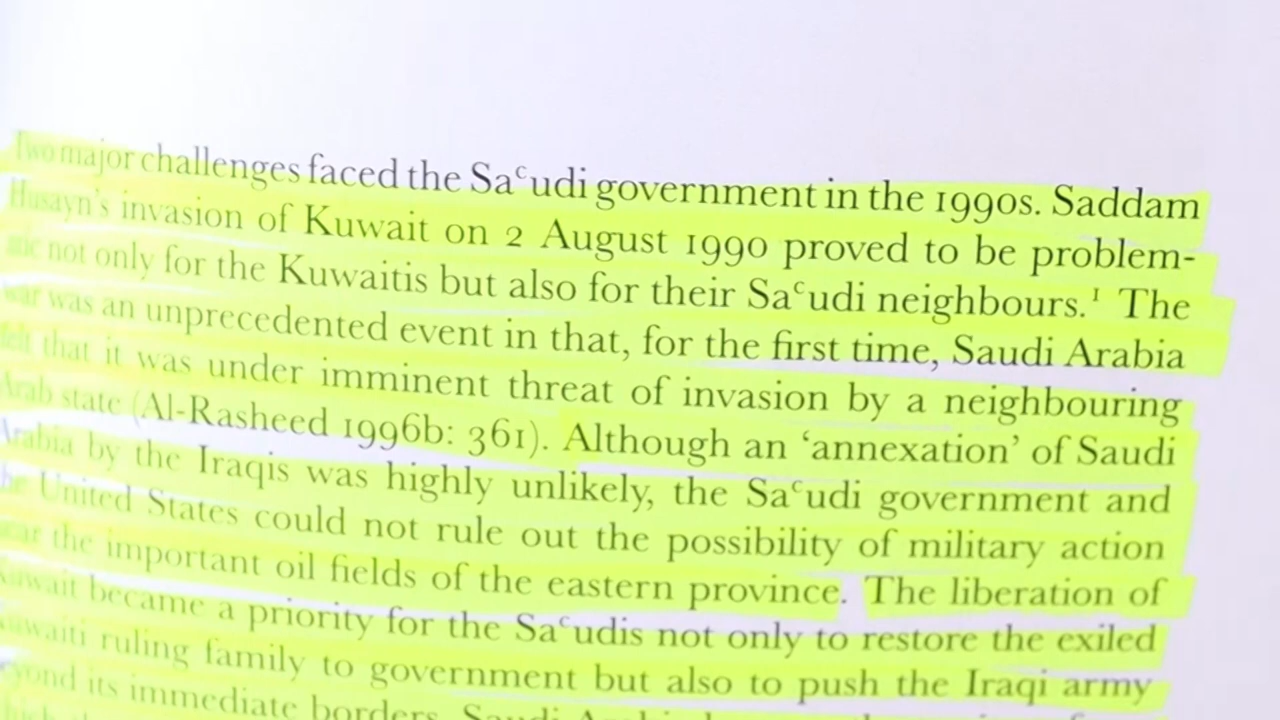 Two major challenges faced the Saʿudi government in the 1990s. Saddam
Husayn's invasion of Kuwait on 2 August 1990 proved to be problem-
atic not only for the Kuwaitis but also for their Saʿudi neighbours.¹ The
war was an unprecedented event in that, for the first time, Saudi Arabia
felt that it was under imminent threat of invasion by a neighbouring
Arab state (Al-Rasheed 1996b: 361). Although an ‘annexation’ of Saudi
Arabia by the Iraqis was highly unlikely, the Saʿudi government and
the United States could not rule out the possibility of military action
near the important oil fields of the eastern province. The liberation of
Kuwait became a priority for the Saʿudis not only to restore the exiled
Kuwaiti ruling family to government but also to push the Iraqi army
beyond its immediate borders. Saudi